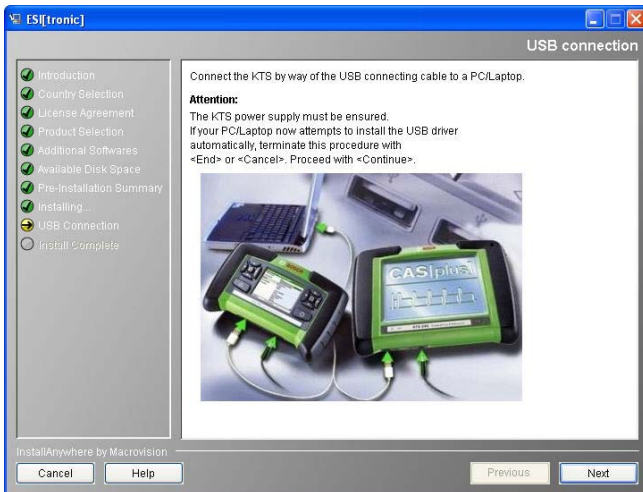 ESI[tronic]
USB connection
Introduction
Country Selection
License Agreement
Product Selection
Additional Softwares
Available Disk Space
Pre-Installation Summary
Installing...
USB Connection
Install Complete
Connect the KTS by way of the USB connecting cable to a PC/Laptop.
Attention:
The KTS power supply must be ensured.
If your PC/Laptop now attempts to install the USB driver
automatically, terminate this procedure with
<End> or <Cancel>. Proceed with <Continue>.
BOSCH
CAS[plus]
InstallAnywhere by Macrovision
Cancel
Help
Previous
Next